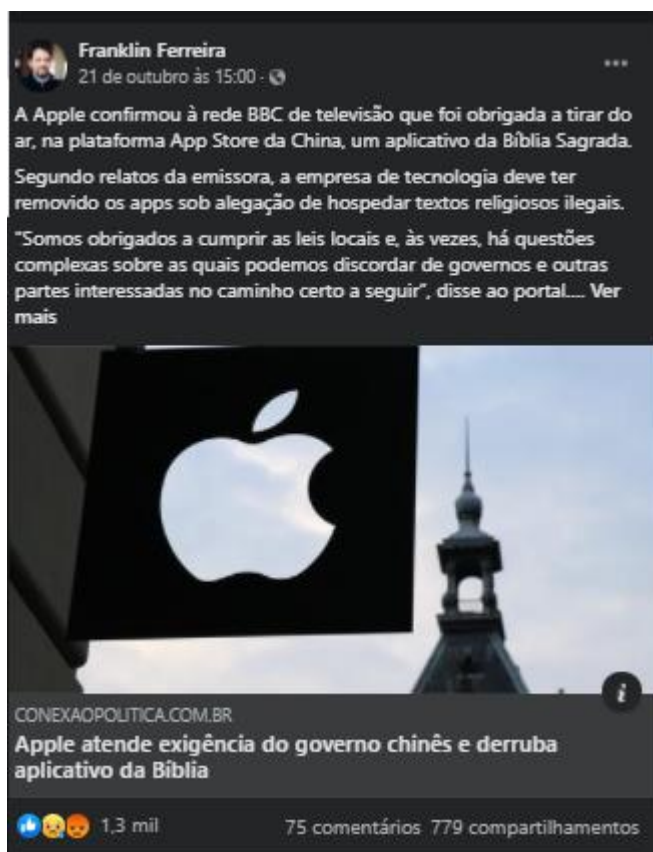 Franklin Ferreira
21 de outubro às 15:00 ·
A Apple confirmou à rede BBC de televisão que foi obrigada a tirar do
ar, na plataforma App Store da China, um aplicativo da Bíblia Sagrada.
Segundo relatos da emissora, a empresa de tecnologia deve ter
removido os apps sob alegação de hospedar textos religiosos ilegais.
"Somos obrigados a cumprir as leis locais e, às vezes, há questões
complexas sobre as quais podemos discordar de governos e outras
partes interessadas no caminho certo a seguir", disse ao portal.... Ver
mais
CONEXAOPOLITICA.COM.BR
Apple atende exigência do governo chinês e derruba
aplicativo da Bíblia
1,3 mil 75 comentários 779 compartilhamentos